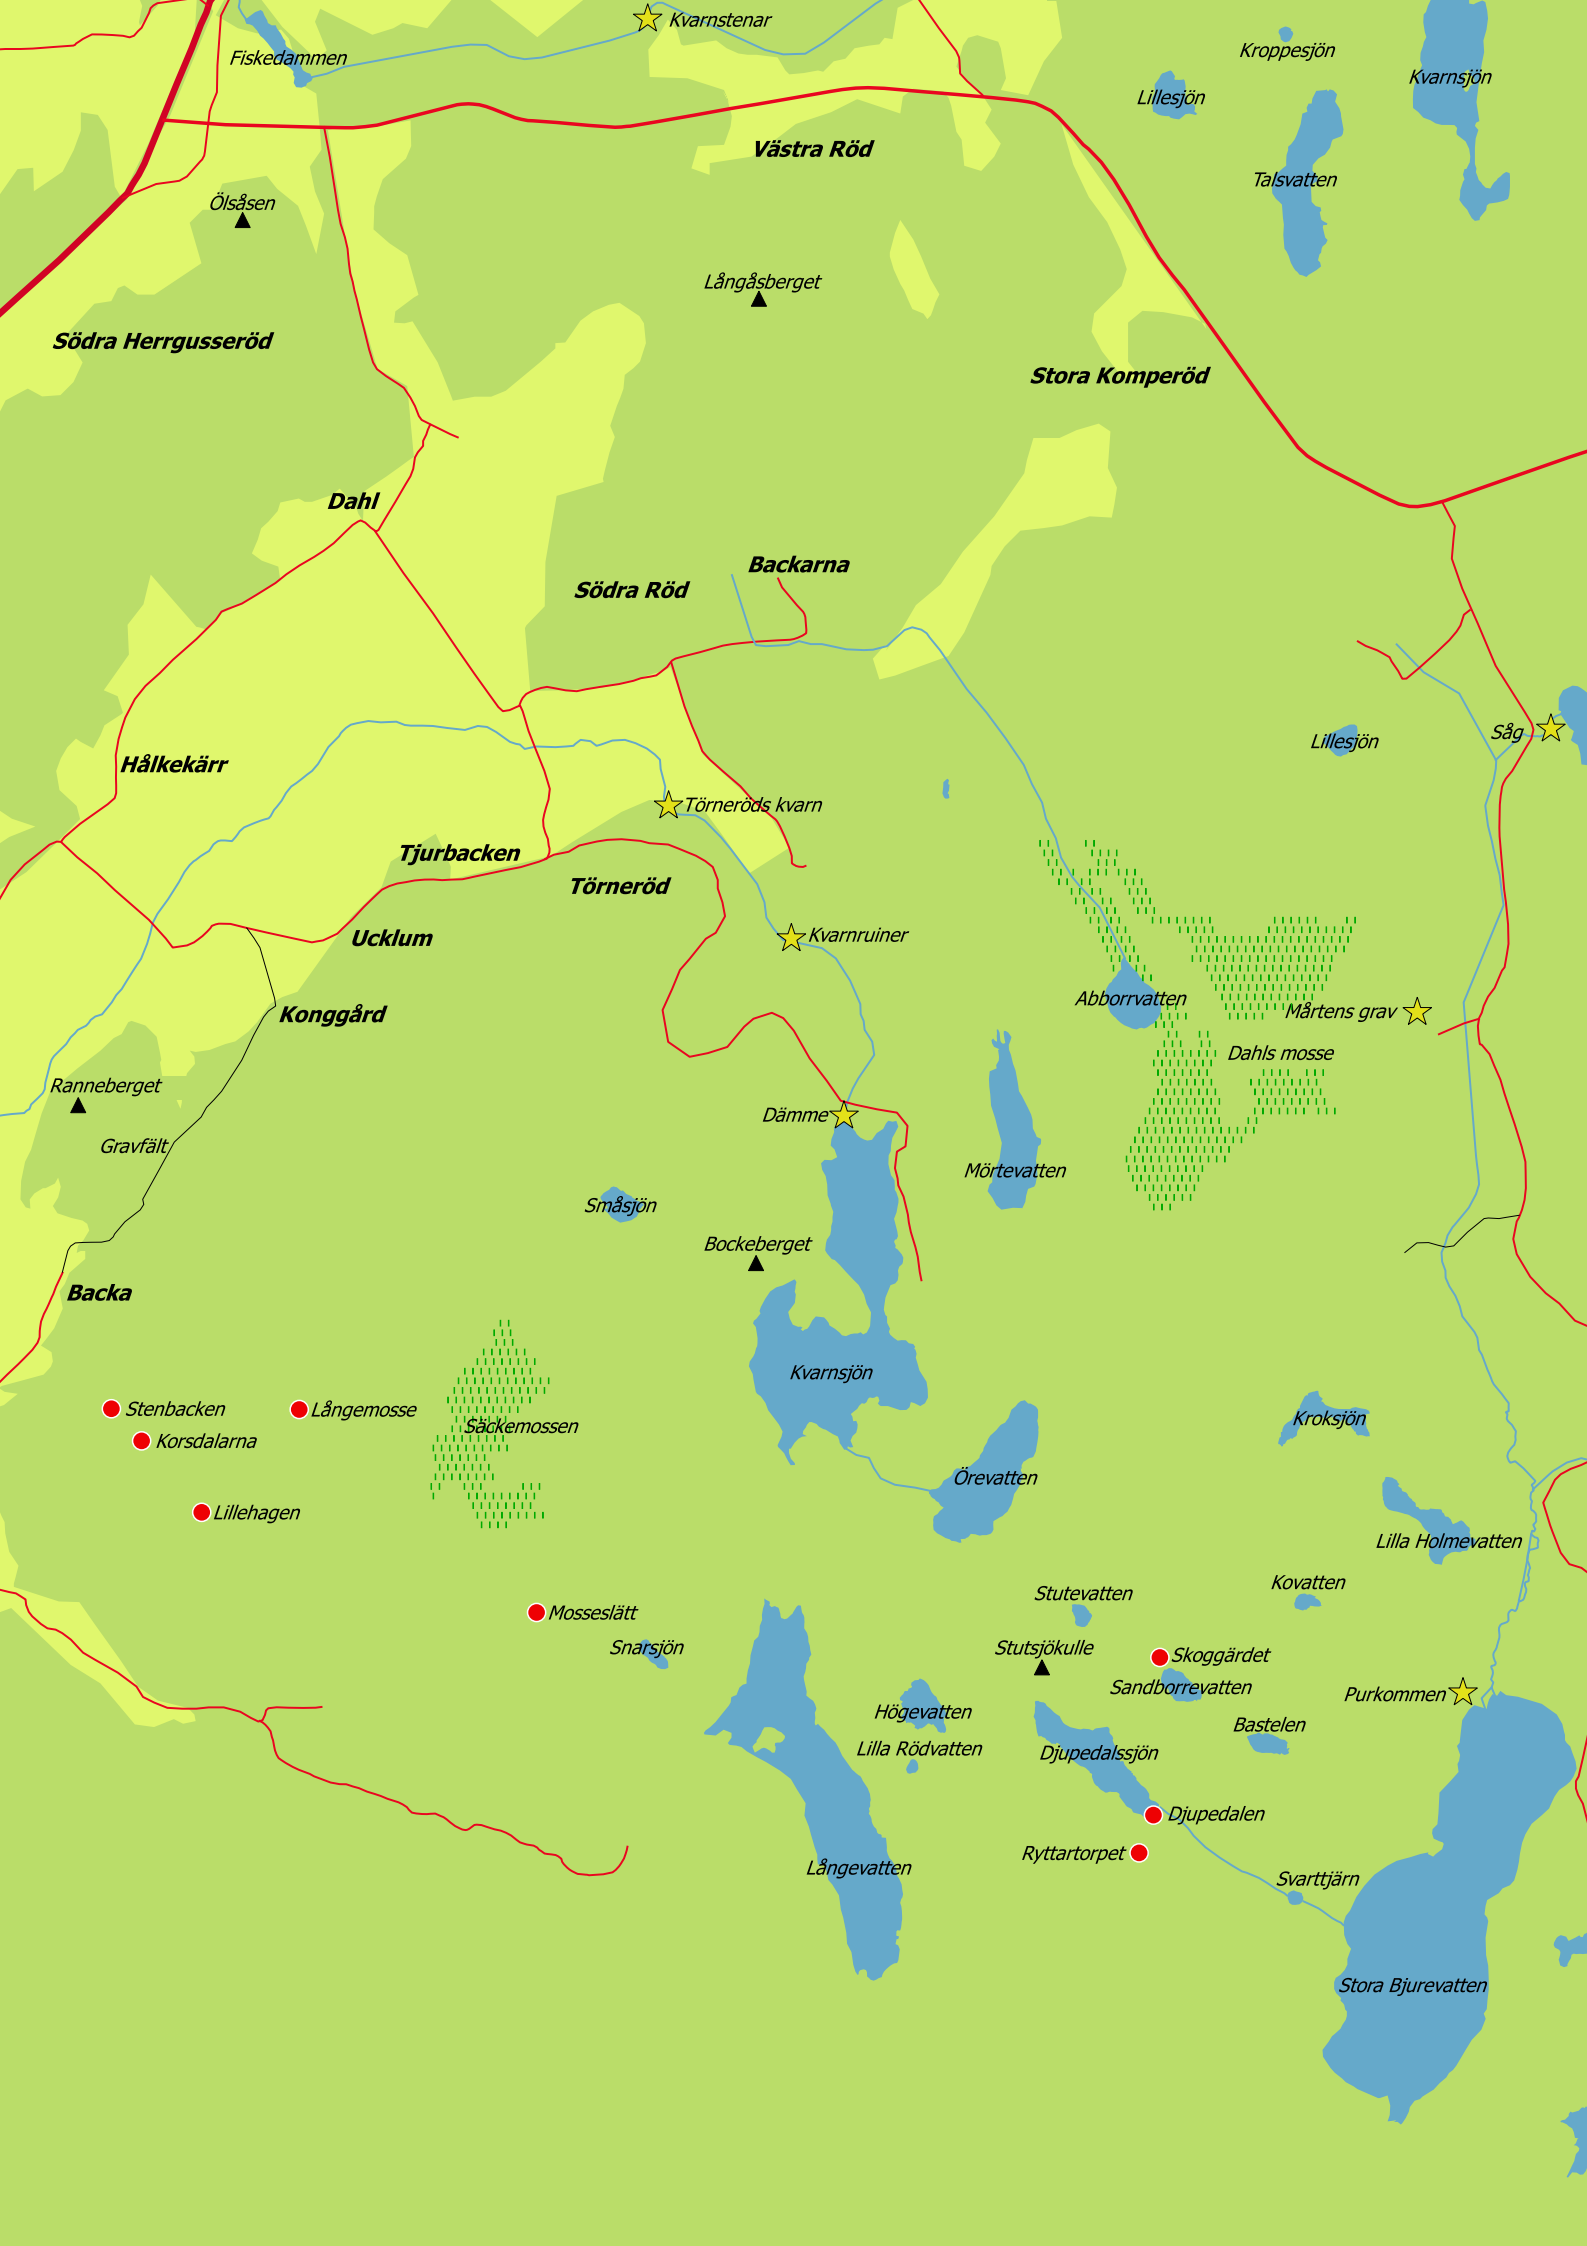 Kvarnstenar
Kroppesjön
Fiskedammen
Kvarnsjön
Lillesjön
Västra Röd
Talsvatten
Ölsåsen
Långåsberget
Södra Herrgusseröd
Stora Komperöd
Dahl
Backarna
Södra Röd
Såg
Lillesjön
Hålkekärr
Törneröds kvarn
Tjurbacken
Törneröd
Kvarnruiner
Ucklum
Abborrvatten
Mårtens grav
Konggård
Dahls mosse
Ranneberget
Dämme
Gravfält
Mörtevatten
Småsjön
Bockeberget
Backa
Kvarnsjön
Stenbacken
Långemosse
Kroksjön
Säckemossen
Korsdalarna
Örevatten
Lillehagen
Lilla Holmevatten
Kovatten
Stutevatten
Mosseslätt
Snarsjön
Stutsjökulle
Skoggärdet
Sandborrevatten
Purkommen
Högevatten
Bastelen
Lilla Rödvatten
Djupedalssjön
Djupedalen
Ryttartorpet
Långevatten
Svarttjärn
Stora Bjurevatten